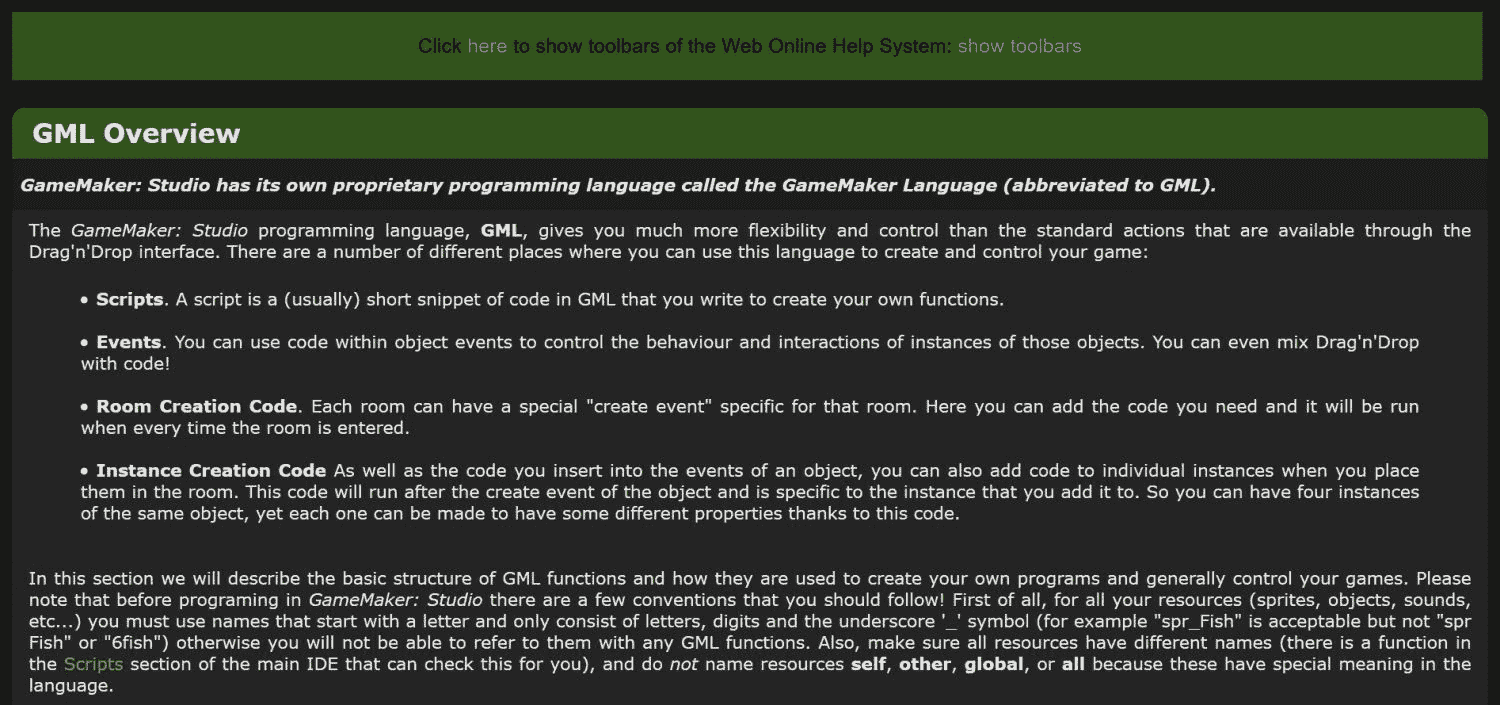 Click here to show toolbars of the Web Online Help System: show toolbars
GML Overview
GameMaker: Studio has its own proprietary programming language called the GameMaker Language (abbreviated to GML).
The GameMaker: Studio programming language, GML, gives you much more flexibility and control than the standard actions that are available through the
Drag'n'Drop interface. There are a number of different places where you can use this language to create and control your game:
• Scripts. A script is a (usually) short snippet of code in GML that you write to create your own functions.
• Events. You can use code within object events to control the behaviour and interactions of instances of those objects. You can even mix Drag'n'Drop
with code!
• Room Creation Code. Each room can have a special "create event" specific for that room. Here you can add the code you need and it will be run
when every time the room is entered.
• Instance Creation Code As well as the code you insert into the events of an object, you can also add code to individual instances when you place
them in the room. This code will run after the create event of the object and is specific to the instance that you add it to. So you can have four instances
of the same object, yet each one can be made to have some different properties thanks to this code.
In this section we will describe the basic structure of GML functions and how they are used to create your own programs and generally control your games. Please
note that before programing in GameMaker: Studio there are a few conventions that you should follow! First of all, for all your resources (sprites, objects, sounds,
etc...) you must use names that start with a letter and only consist of letters, digits and the underscore '_' symbol (for example "spr_Fish" is acceptable but not "spr
Fish" or "6fish") otherwise you will not be able to refer to them with any GML functions. Also, make sure all resources have different names (there is a function in
the Scripts section of the main IDE that can check this for you), and do not name resources self, other, global, or all because these have special meaning in the
language.